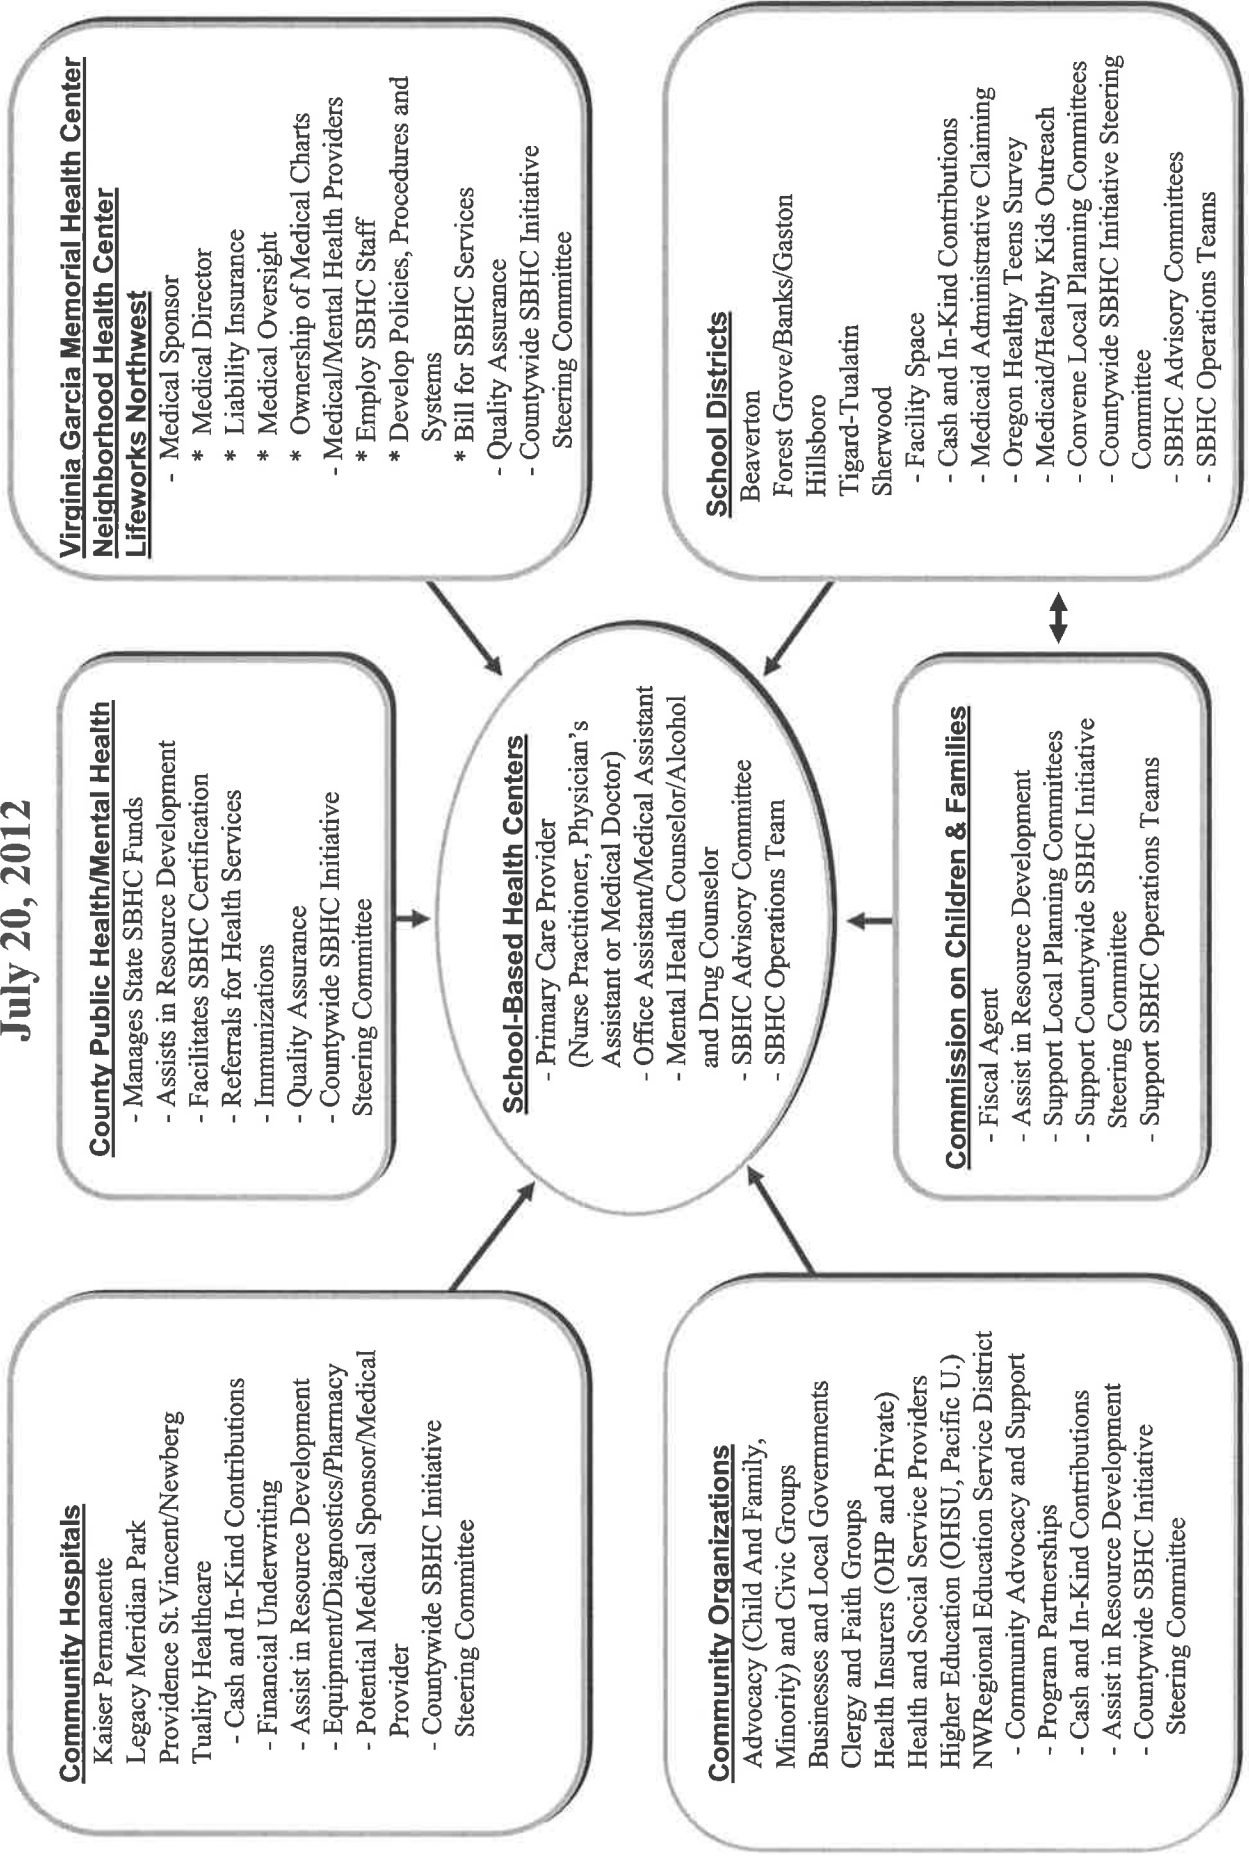 July 20, 2012
Community Hospitals
Kaiser Permanente
Legacy Meridian Park
Providence St.Vincent/Newberg
Tuality Healthcare
- Cash and In-Kind Contributions
- Financial Underwriting
- Assist in Resource Development
- Equipment/Diagnostics/Pharmacy
- Potential Medical Sponsor/Medical
Provider
- Countywide SBHC Initiative
Steering Committee
County Public Health/Mental Health
- Manages State SBHC Funds
- Assists in Resource Development
- Facilitates SBHC Certification
- Referrals for Health Services
- Immunizations
- Quality Assurance
- Countywide SBHC Initiative
Steering Committee
Virginia Garcia Memorial Health Center
Neighborhood Health Center
Lifeworks Northwest
- Medical Sponsor
* Medical Director
* Liability Insurance
* Medical Oversight
* Ownership of Medical Charts
- Medical/Mental Health Providers
* Employ SBHC Staff
* Develop Policies, Procedures and
Systems
* Bill for SBHC Services
- Quality Assurance
- Countywide SBHC Initiative
Steering Committee
School-Based Health Centers
- Primary Care Provider
(Nurse Practitioner, Physician's
Assistant or Medical Doctor)
- Office Assistant/Medical Assistant
- Mental Health Counselor/Alcohol
and Drug Counselor
- SBHC Advisory Committee
- SBHC Operations Team
Community Organizations
Advocacy (Child And Family,
Minority) and Civic Groups
Businesses and Local Governments
Clergy and Faith Groups
Health Insurers (OHP and Private)
Health and Social Service Providers
Higher Education (OHSU, Pacific U.)
NWRegional Education Service District
- Community Advocacy and Support
- Program Partnerships
- Cash and In-Kind Contributions
- Assist in Resource Development
- Countywide SBHC Initiative
Steering Committee
Commission on Children & Families
- Fiscal Agent
- Assist in Resource Development
- Support Local Planning Committees
- Support Countywide SBHC Initiative
Steering Committee
- Support SBHC Operations Teams
School Districts
Beaverton
Forest Grove/Banks/Gaston
Hillsboro
Tigard-Tualatin
Sherwood
- Facility Space
- Cash and In-Kind Contributions
- Medicaid Administrative Claiming
- Oregon Healthy Teens Survey
- Medicaid/Healthy Kids Outreach
- Convene Local Planning Committees
- Countywide SBHC Initiative Steering
Committee
- SBHC Advisory Committees
- SBHC Operations Teams